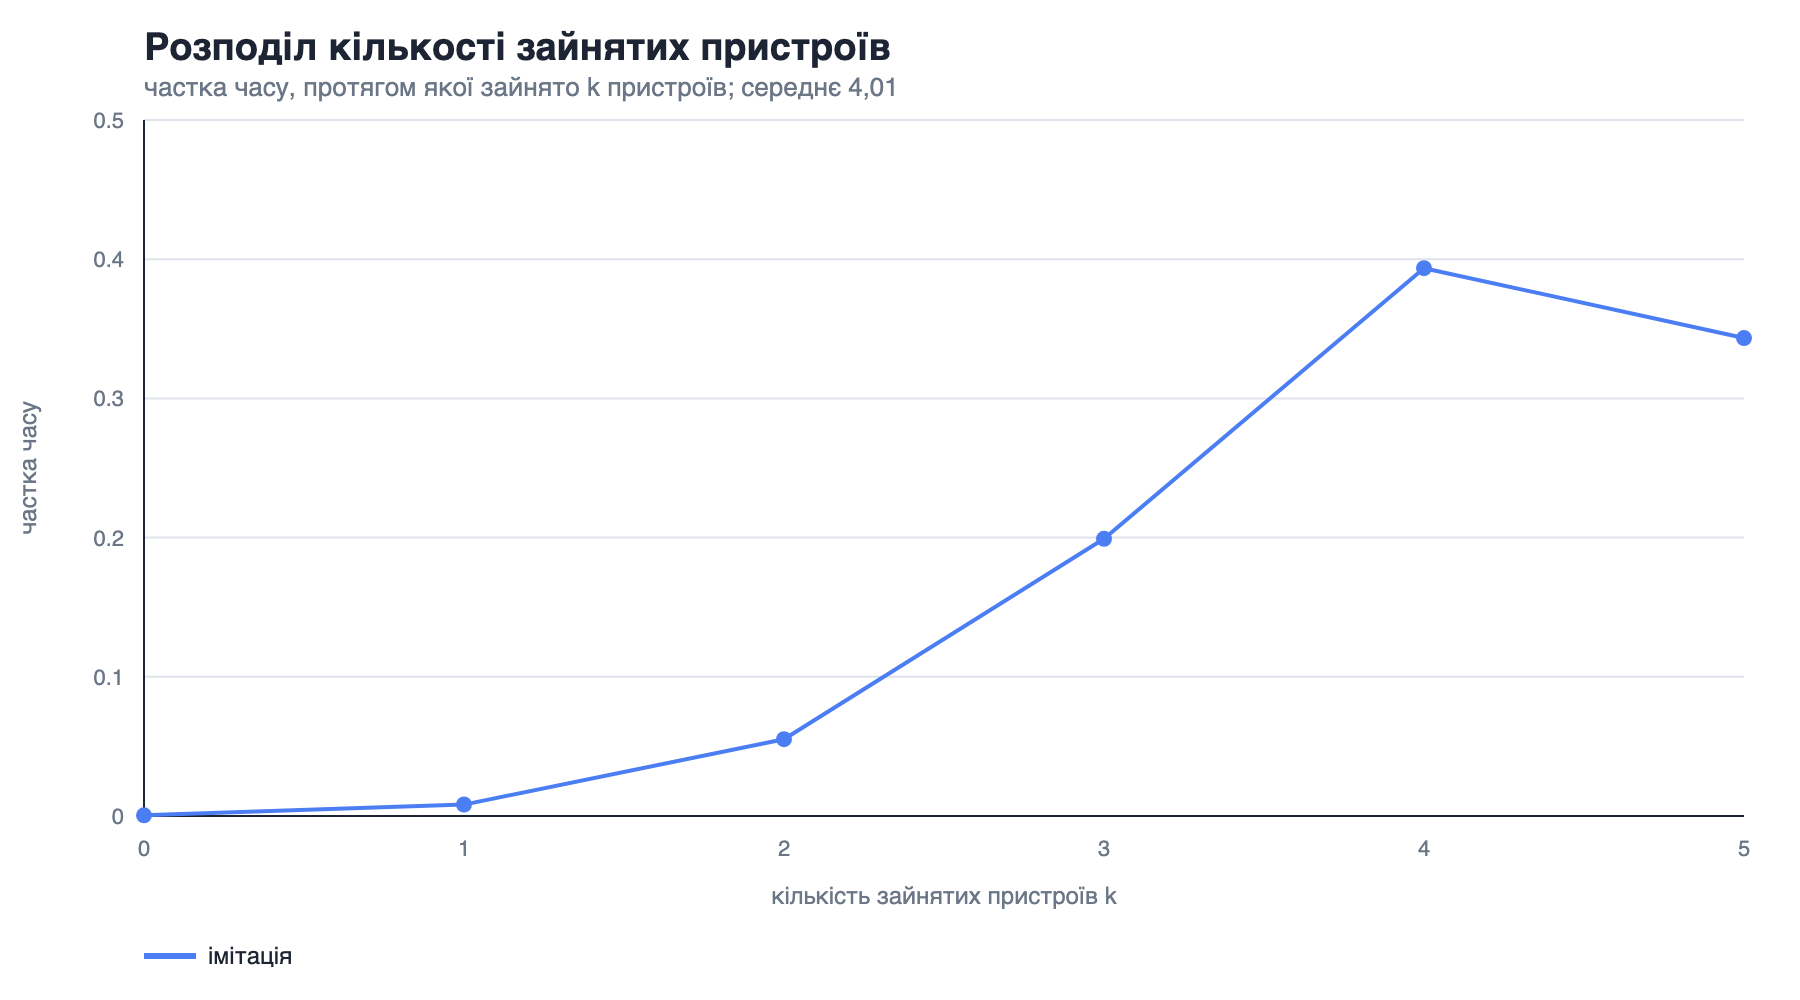 Розподіл кількості зайнятих пристроїв
частка часу, протягом якої зайнято k пристроїв; середнє 4,01
0.5
0.4
0.3
0.2
0.1
0
частка часу
0 1 2 3 4 5
кількість зайнятих пристроїв k
імітація